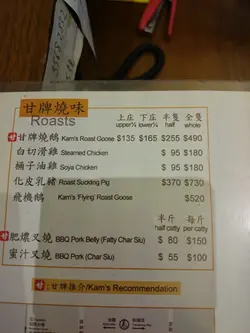 甘牌燒味
Roasts
上庄 下庄 半隻 全隻
upper¼ lower¼ half whole
甘牌燒鵝 Kam's Roast Goose $135 $165 $255 $490
白切滑雞 Steamed Chicken $ 95 $180
桶子油雞 Soya Chicken $ 95 $180
化皮乳豬 Roast Suckling Pig $370 $730
飛機鵝 Kam's 'Flying' Roast Goose $520
半斤 每斤
half catty per catty
肥燶叉燒 BBQ Pork Belly (Fatty Char Siu) $ 80 $150
蜜汁叉燒 BBQ Pork (Char Siu) $ 55 $100
甘:甘牌推介/Kam's Recommendation